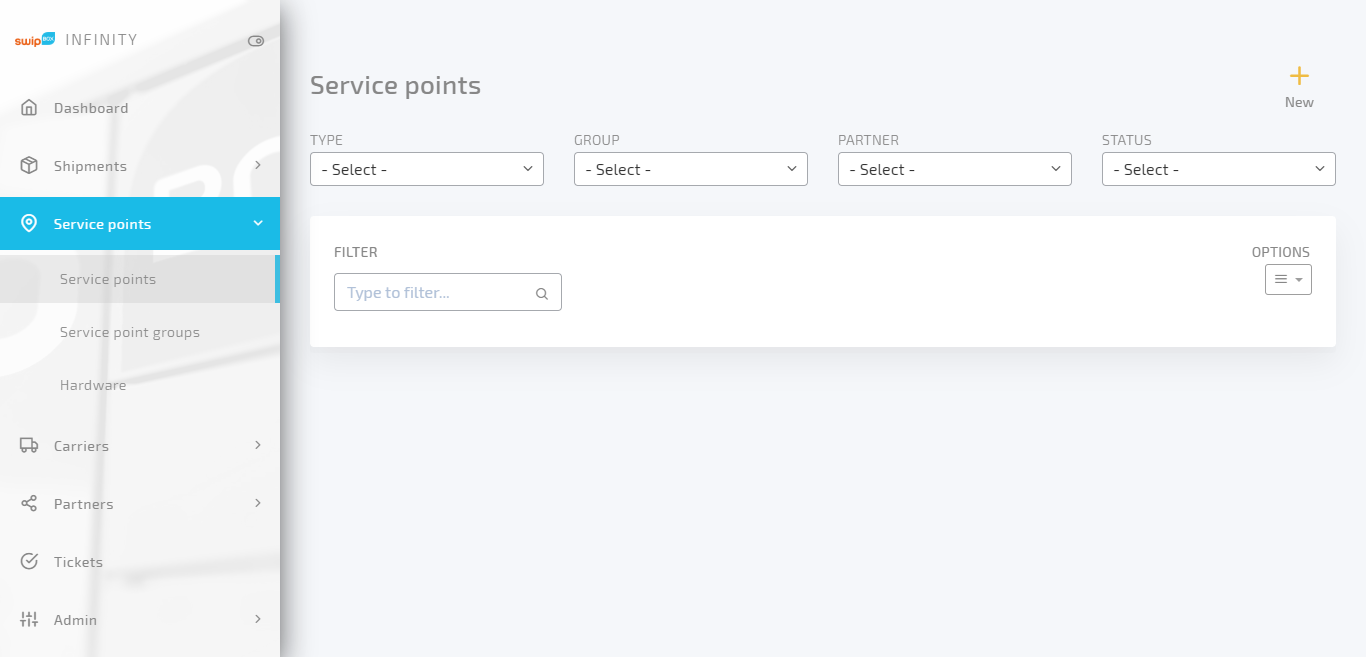 swipbox INFINITY
Dashboard
Shipments
Service points
Service points
Service point groups
Hardware
Carriers
Partners
Tickets
Admin
Service points
New
TYPE GROUP PARTNER STATUS
- Select - - Select - - Select - - Select -
FILTER OPTIONS
Type to filter...